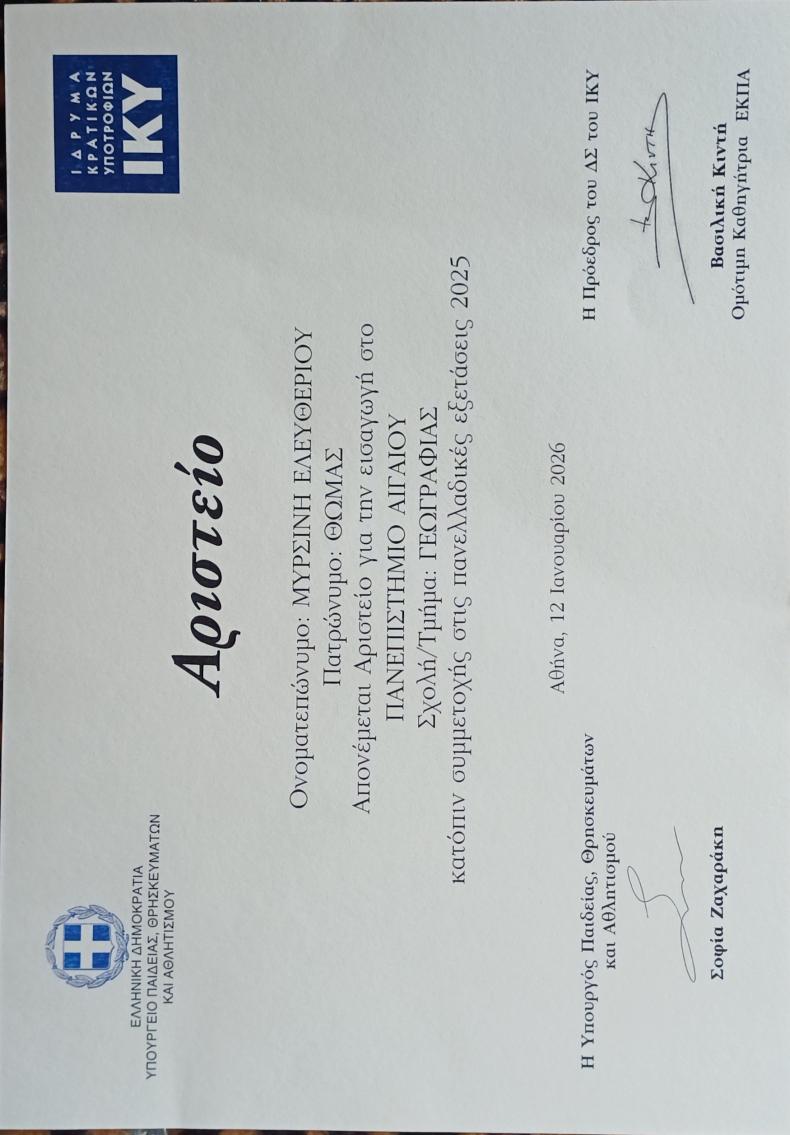 ΕΛΛΗΝΙΚΗ ΔΗΜΟΚΡΑΤΙΑ
ΥΠΟΥΡΓΕΙΟ ΠΑΙΔΕΙΑΣ, ΘΡΗΣΚΕΥΜΑΤΩΝ
ΚΑΙ ΑΘΛΗΤΙΣΜΟΥ
ΙΔΡΥΜΑ
ΚΡΑΤΙΚΩΝ
ΥΠΟΤΡΟΦΙΩΝ
ΙΚΥ
Αριστείο
Ονοματεπώνυμο: ΜΥΡΣΙΝΗ ΕΛΕΥΘΕΡΙΟΥ
Πατρώνυμο: ΘΩΜΑΣ
Απονέμεται Αριστείο για την εισαγωγή στο
ΠΑΝΕΠΙΣΤΗΜΙΟ ΑΙΓΑΙΟΥ
Σχολή/Τμήμα: ΓΕΩΓΡΑΦΙΑΣ
κατόπιν συμμετοχής στις πανελλαδικές εξετάσεις 2025
Αθήνα, 12 Ιανουαρίου 2026
Η Υπουργός Παιδείας, Θρησκευμάτων
και Αθλητισμού
Σοφία Ζαχαράκη
Η Πρόεδρος του ΔΣ του ΙΚΥ
Βασιλική Κιντή
Ομότιμη Καθηγήτρια ΕΚΠΑ